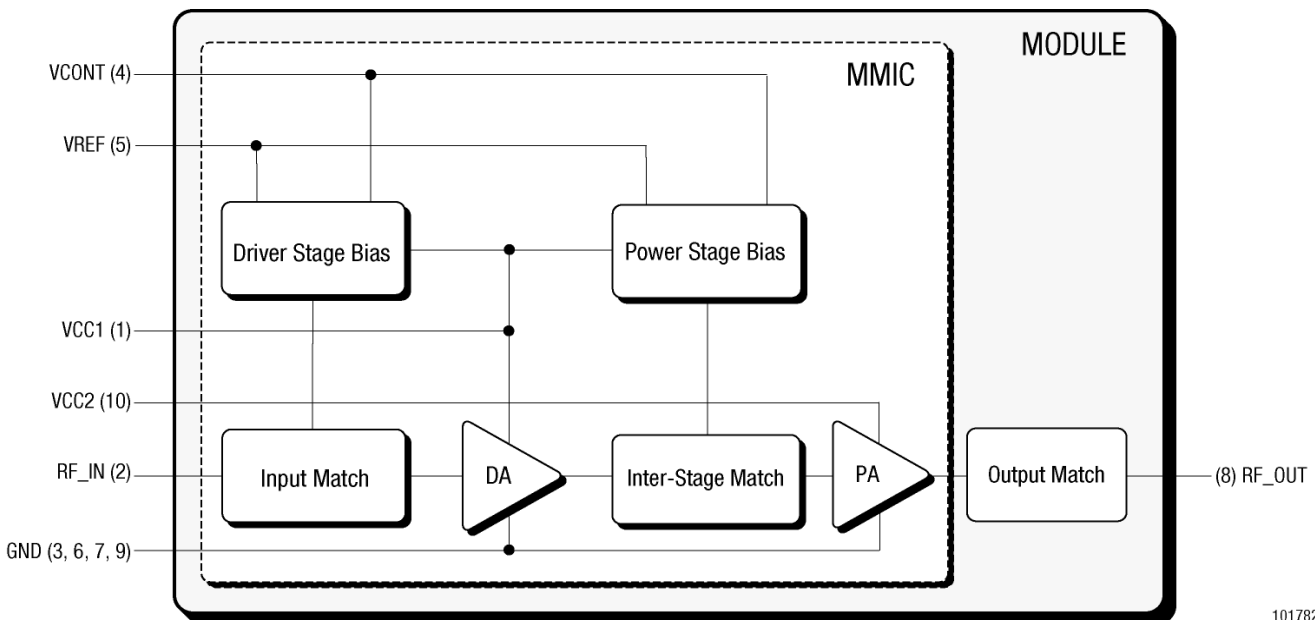 MODULE
MMIC
VCONT (4)
VREF (5)
Driver Stage Bias
Power Stage Bias
VCC1 (1)
VCC2 (10)
RF_IN (2)
Input Match
DA
Inter-Stage Match
PA
Output Match
(8) RF_OUT
GND (3, 6, 7, 9)
101782